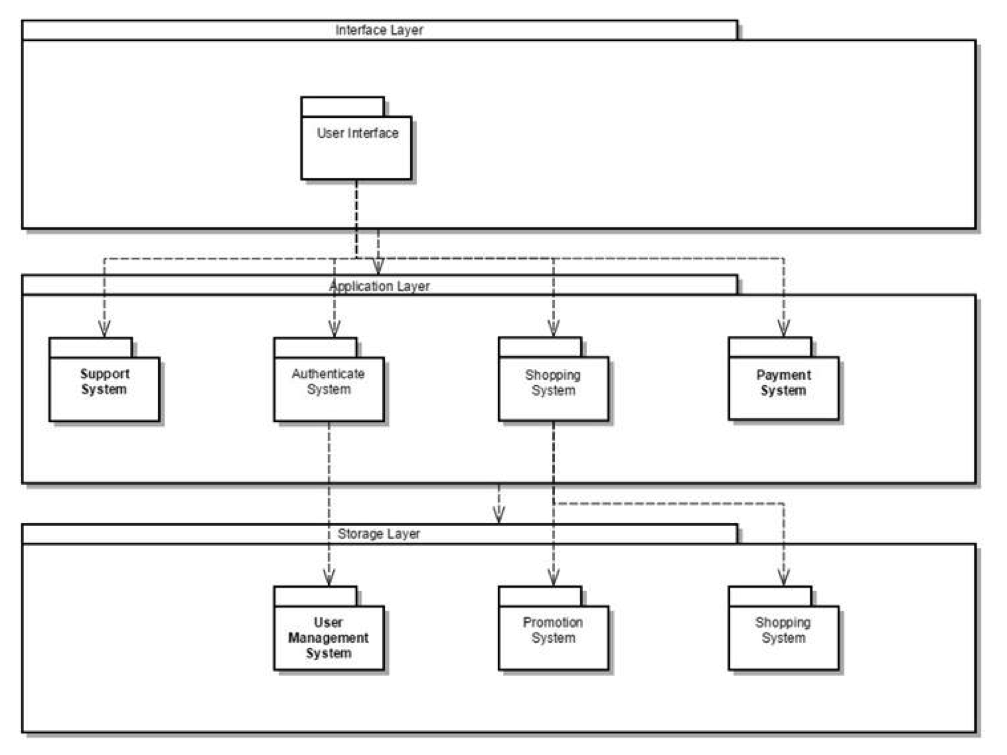 Interface Layer
User Interface
Application Layer
Support
System
Authenticate
System
Shopping
System
Payment
System
Storage Layer
User
Management
System
Promotion
System
Shopping
System